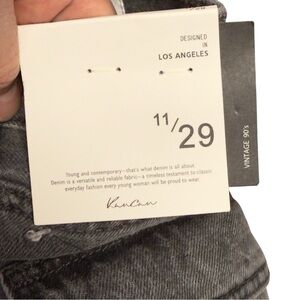 DESIGNED
IN
LOS ANGELES
11/29
Young and contemporary–that's what denim is all about.
Denim is a versatile and reliable fabric–a timeless testament to classic
everyday fashion every young woman will be proud to wear.
KanCan
VINTAGE 90's